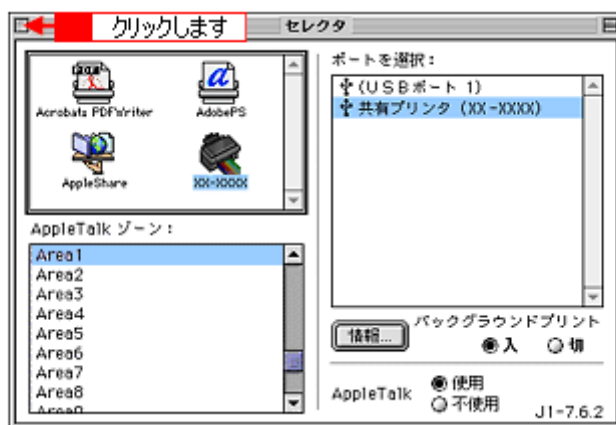 クリックします
セレクタ
Acrobat™ PDFWriter
AdobePS
AppleShare
XX-XXXX
AppleTalk ゾーン：
Area1
Area2
Area3
Area4
Area5
Area6
Area7
Area8
Area9
ポートを選択：
(USBポート 1)
共有プリンタ (XX-XXXX)
情報...
バックグラウンドプリント
入 切
AppleTalk
使用
不使用
J1-7.6.2